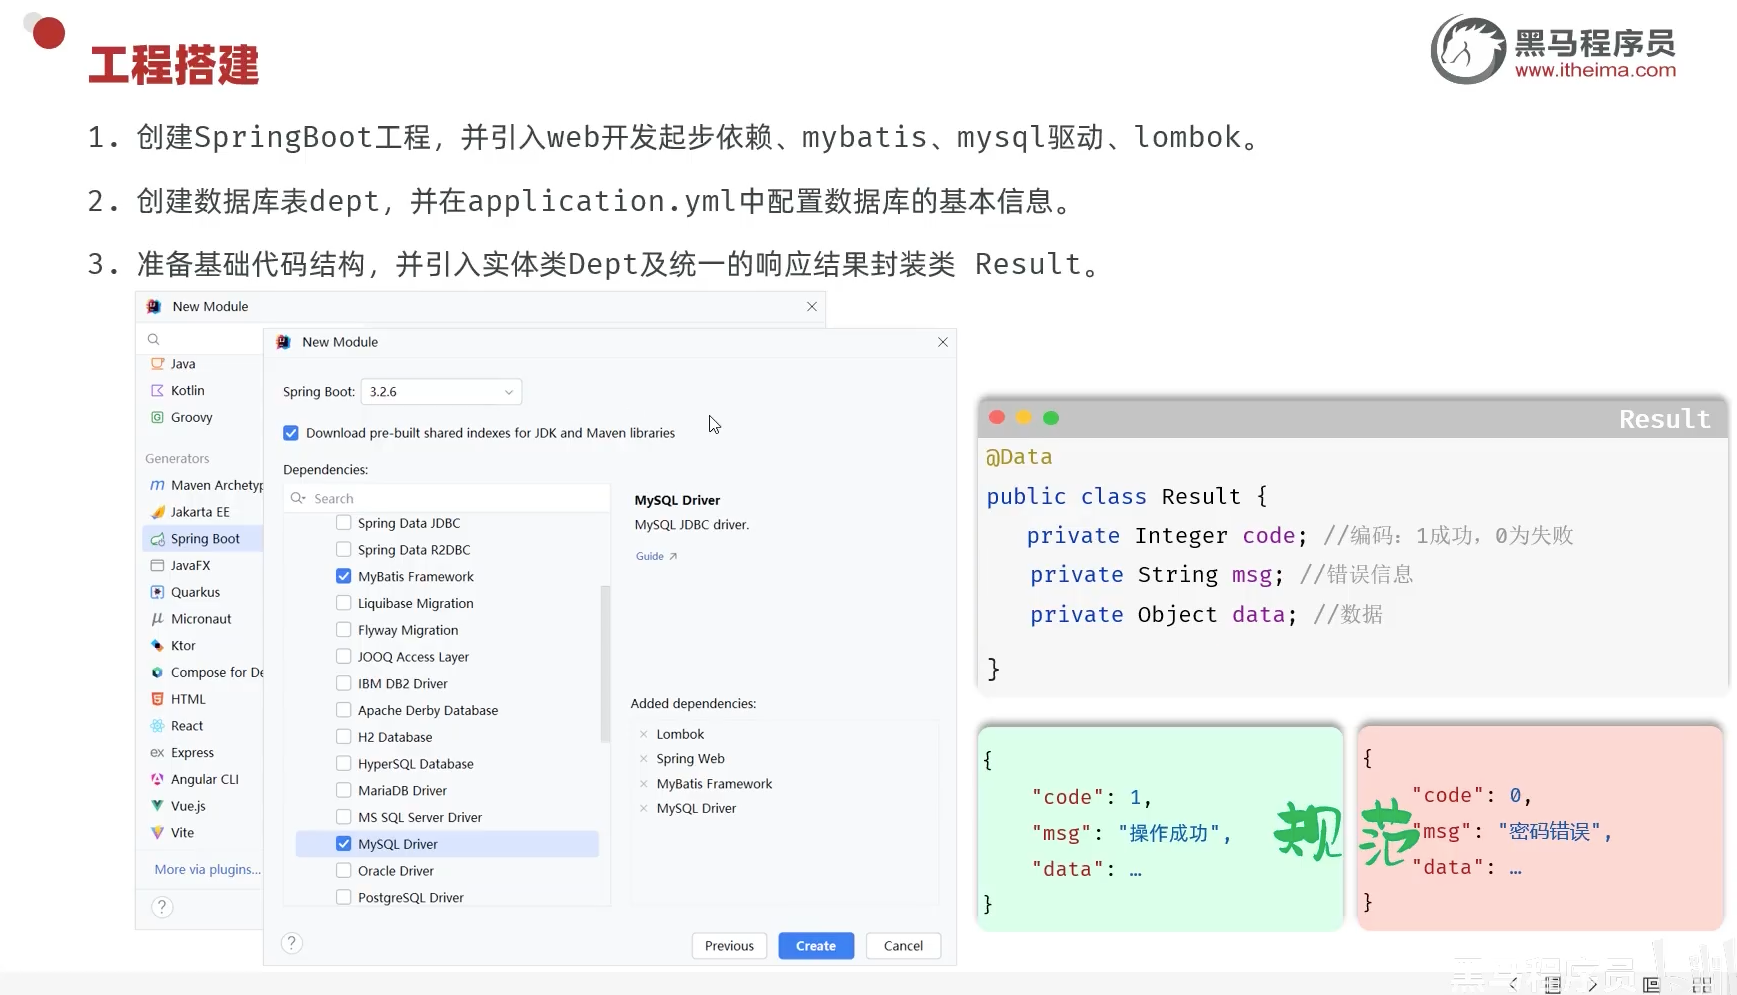 工程搭建
黑马程序员
www.itheima.com
1. 创建SpringBoot工程，并引入web开发起步依赖、mybatis、mysql驱动、lombok。
2. 创建数据库表dept，并在application.yml中配置数据库的基本信息。
3. 准备基础代码结构，并引入实体类Dept及统一的响应结果封装类 Result。
New Module
Java
Kotlin
Groovy
Generators
Maven Archetyp
Jakarta EE
Spring Boot
JavaFX
Quarkus
Micronaut
Ktor
Compose for De
HTML
React
ex Express
Angular CLI
Vue.js
Vite
More via plugins...
?
New Module
Spring Boot: 3.2.6
Download pre-built shared indexes for JDK and Maven libraries
Dependencies:
Search
Spring Data JDBC
Spring Data R2DBC
MyBatis Framework
Liquibase Migration
Flyway Migration
JOOQ Access Layer
IBM DB2 Driver
Apache Derby Database
H2 Database
HyperSQL Database
MariaDB Driver
MS SQL Server Driver
MySQL Driver
Oracle Driver
PostgreSQL Driver
MySQL Driver
MySQL JDBC driver.
Guide ↗
Added dependencies:
× Lombok
× Spring Web
× MyBatis Framework
× MySQL Driver
?
Previous
Create
Cancel
Result
@Data
public class Result {
private Integer code; //编码：1成功，0为失败
private String msg; //错误信息
private Object data; //数据
}
{
"code": 1,
"msg": "操作成功",
"data": …
}
规范
{
"code": 0,
"msg": "密码错误",
"data": …
}
黑马程序员